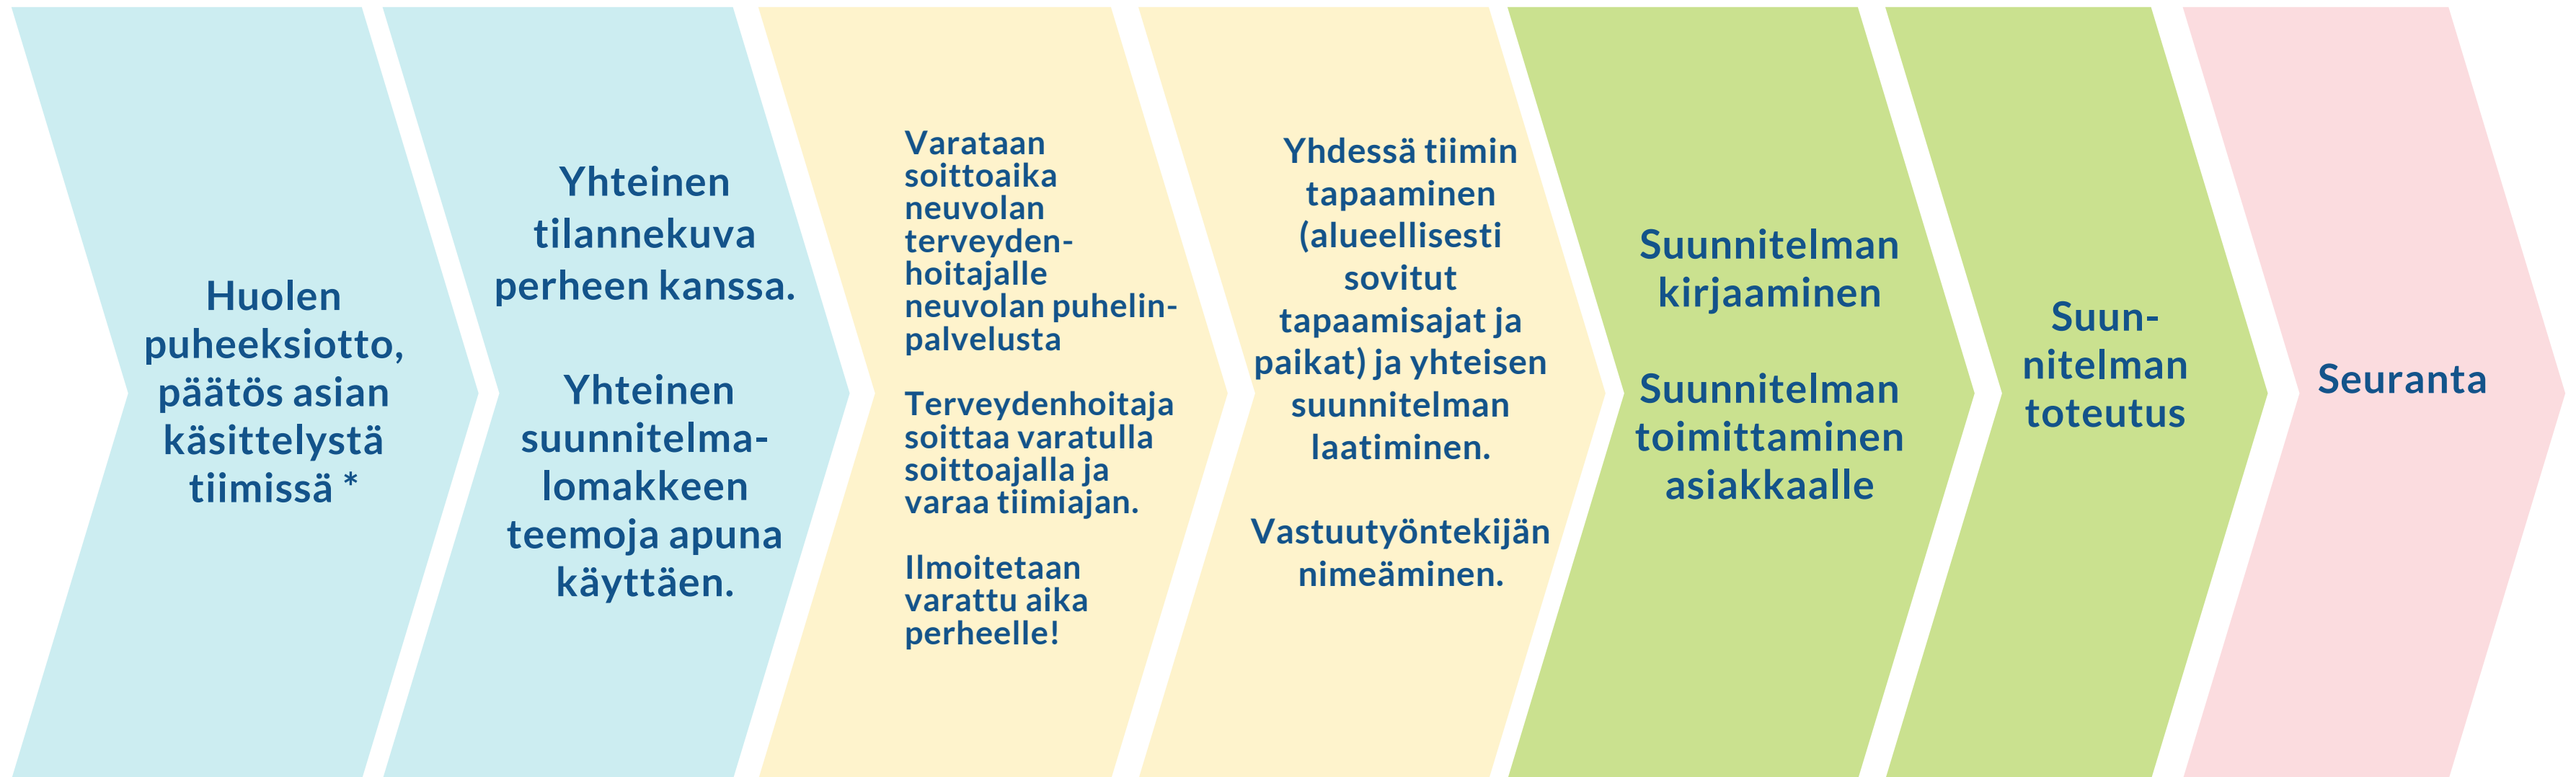 Huolen
puheeksiotto,
päätös asian
käsittelystä
tiimissä *
Yhteinen
tilannekuva
perheen kanssa.
Yhteinen
suunnitelma-
lomakkeen
teemoja apuna
käyttäen.
Varataan
soittoaika
neuvolan
terveyden-
hoitajalle
neuvolan puhelin-
palvelusta
Terveydenhoitaja
soittaa varatulla
soittoajalla ja
varaa tiimiajan.
Ilmoitetaan
varattu aika
perheelle!
Yhdessä tiimin
tapaaminen
(alueellisesti
sovitut
tapaamisajat ja
paikat) ja yhteisen
suunnitelman
laatiminen.
Vastuutyöntekijän
nimeäminen.
Suunnitelman
kirjaaminen
Suunnitelman
toimittaminen
asiakkaalle
Suun-
nitelman
toteutus
Seuranta